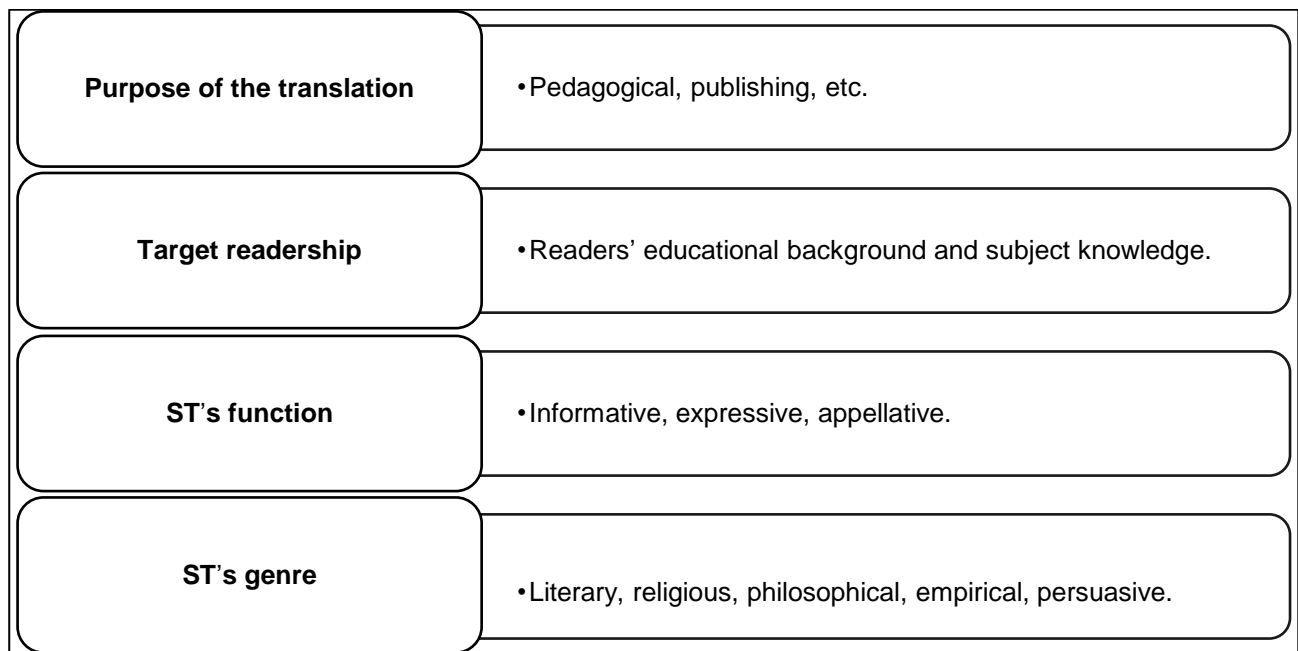 Purpose of the translation
•Pedagogical, publishing, etc.
Target readership
•Readers’ educational background and subject knowledge.
ST’s function
•Informative, expressive, appellative.
ST’s genre
•Literary, religious, philosophical, empirical, persuasive.